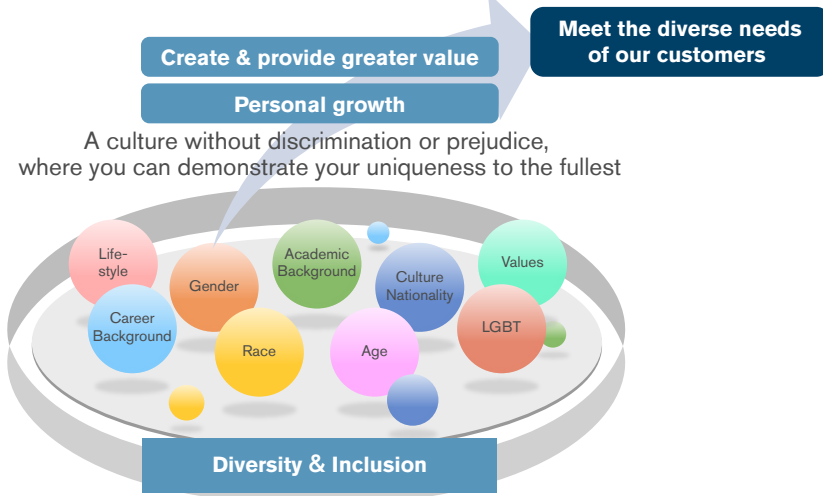 Meet the diverse needs
of our customers
Create & provide greater value
Personal growth
A culture without discrimination or prejudice,
where you can demonstrate your uniqueness to the fullest
Life-
style
Gender
Academic
Background
Culture
Nationality
Values
Career
Background
Race
Age
LGBT
Diversity & Inclusion